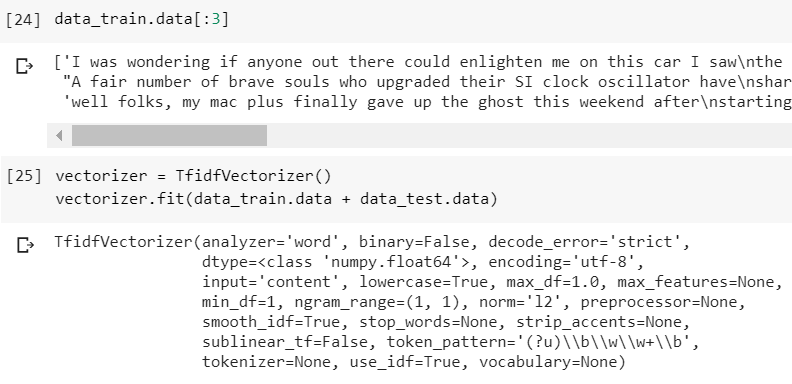 [24] data_train.data[:3]
['I was wondering if anyone out there could enlighten me on this car I saw\nthe
"A fair number of brave souls who upgraded their SI clock oscillator have\nshar
'well folks, my mac plus finally gave up the ghost this weekend after\nstarting
[25] vectorizer = TfidfVectorizer()
vectorizer.fit(data_train.data + data_test.data)
TfidfVectorizer(analyzer='word', binary=False, decode_error='strict',
dtype=<class 'numpy.float64'>, encoding='utf-8',
input='content', lowercase=True, max_df=1.0, max_features=None,
min_df=1, ngram_range=(1, 1), norm='l2', preprocessor=None,
smooth_idf=True, stop_words=None, strip_accents=None,
sublinear_tf=False, token_pattern='(?u)\\b\\w\\w+\\b',
tokenizer=None, use_idf=True, vocabulary=None)